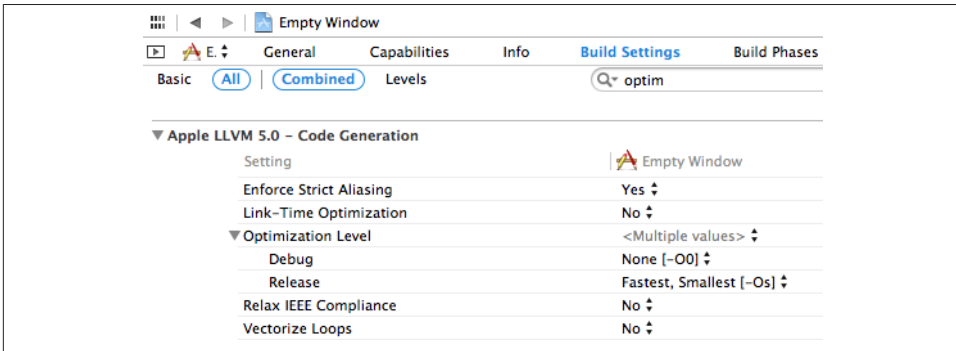 Empty Window
E. General Capabilities Info Build Settings Build Phases
Basic All Combined Levels optim
Apple LLVM 5.0 – Code Generation
Setting Empty Window
Enforce Strict Aliasing Yes
Link-Time Optimization No
Optimization Level <Multiple values>
Debug None [-O0]
Release Fastest, Smallest [-Os]
Relax IEEE Compliance No
Vectorize Loops No